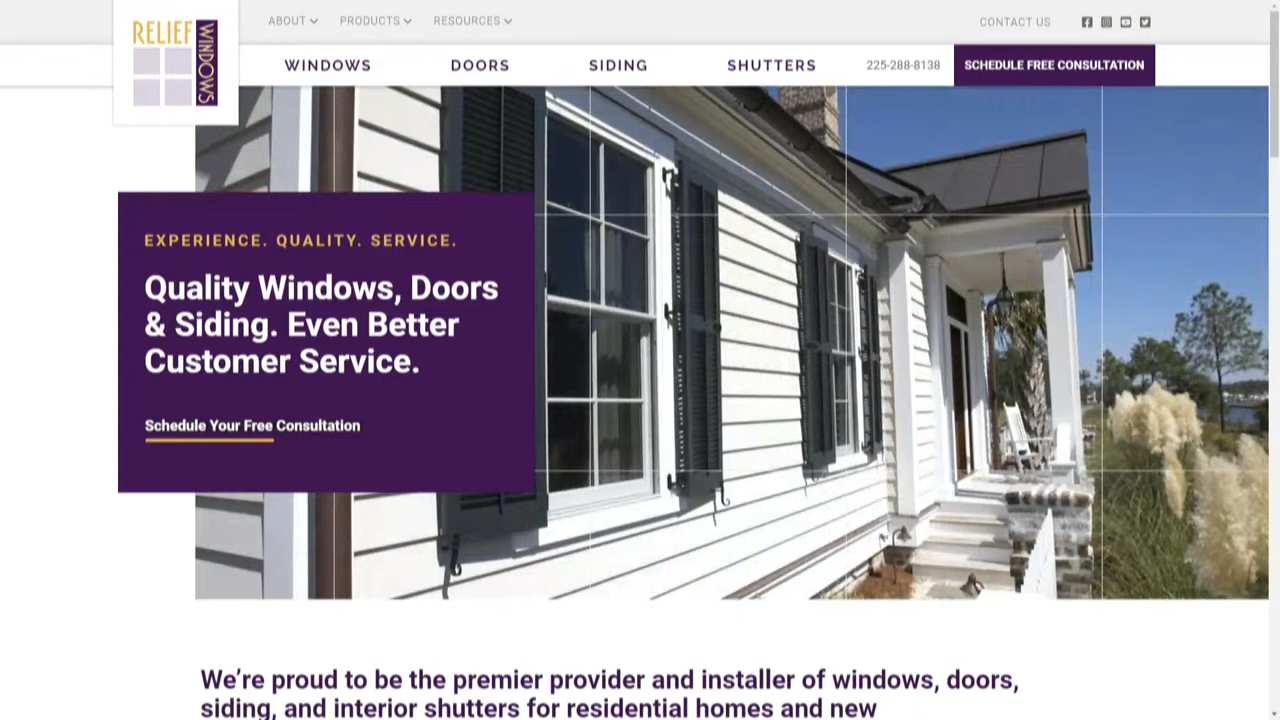 RELIEF
WINDOWS
ABOUT
PRODUCTS
RESOURCES
CONTACT US
WINDOWS
DOORS
SIDING
SHUTTERS
225-288-8138
SCHEDULE FREE CONSULTATION
EXPERIENCE. QUALITY. SERVICE.
Quality Windows, Doors
& Siding. Even Better
Customer Service.
Schedule Your Free Consultation
We’re proud to be the premier provider and installer of windows, doors,
siding, and interior shutters for residential homes and new